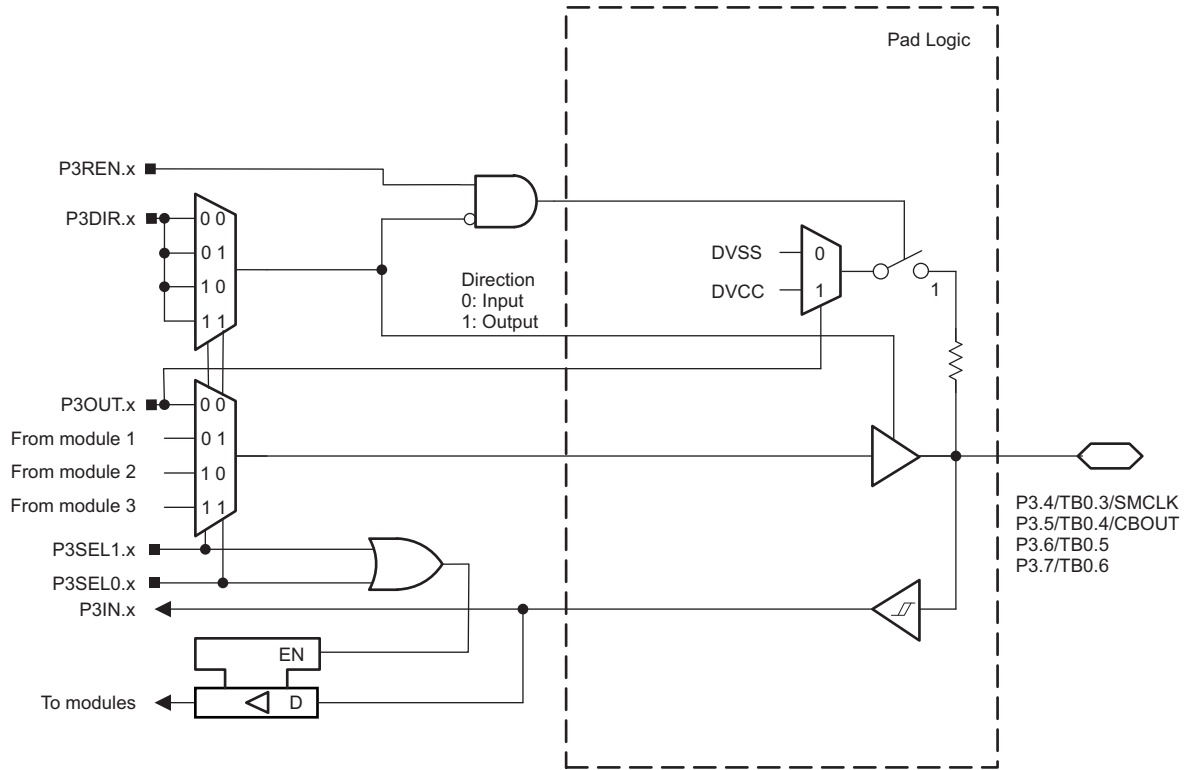 Pad Logic
P3REN.x
P3DIR.x
0 0
0 1
1 0
1 1
Direction
0: Input
1: Output
DVSS
0
DVCC
1
1
P3OUT.x
0 0
From module 1
0 1
From module 2
1 0
From module 3
1 1
P3.4/TB0.3/SMCLK
P3.5/TB0.4/CBOUT
P3.6/TB0.5
P3.7/TB0.6
P3SEL1.x
P3SEL0.x
P3IN.x
EN
To modules
D